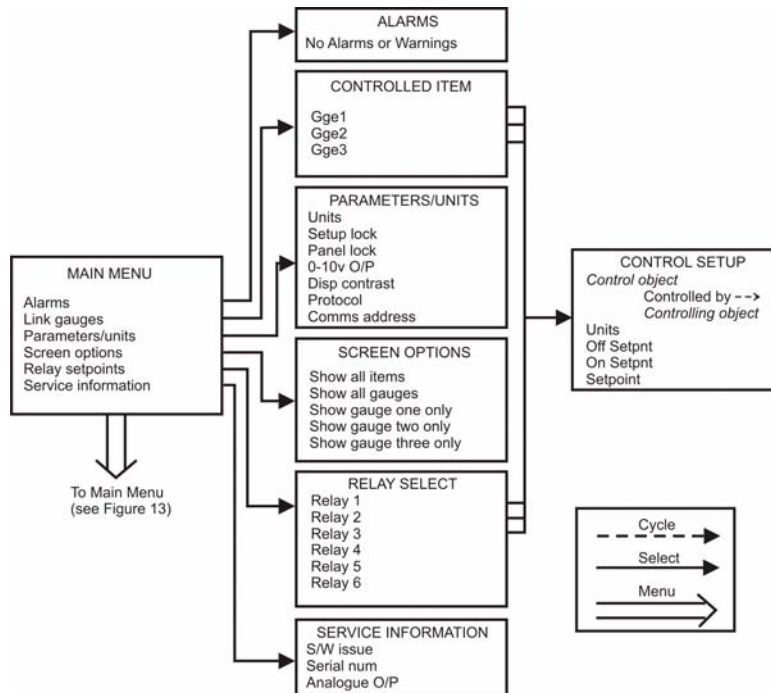 MAIN MENU
Alarms
Link gauges
Parameters/units
Screen options
Relay setpoints
Service information
To Main Menu
(see Figure 13)
ALARMS
No Alarms or Warnings
CONTROLLED ITEM
Gge1
Gge2
Gge3
PARAMETERS/UNITS
Units
Setup lock
Panel lock
0-10v O/P
Disp contrast
Protocol
Comms address
SCREEN OPTIONS
Show all items
Show all gauges
Show gauge one only
Show gauge two only
Show gauge three only
RELAY SELECT
Relay 1
Relay 2
Relay 3
Relay 4
Relay 5
Relay 6
SERVICE INFORMATION
S/W issue
Serial num
Analogue O/P
CONTROL SETUP
Control object
Controlled by
Controlling object
Units
Off Setpnt
On Setpnt
Setpoint
Cycle
Select
Menu